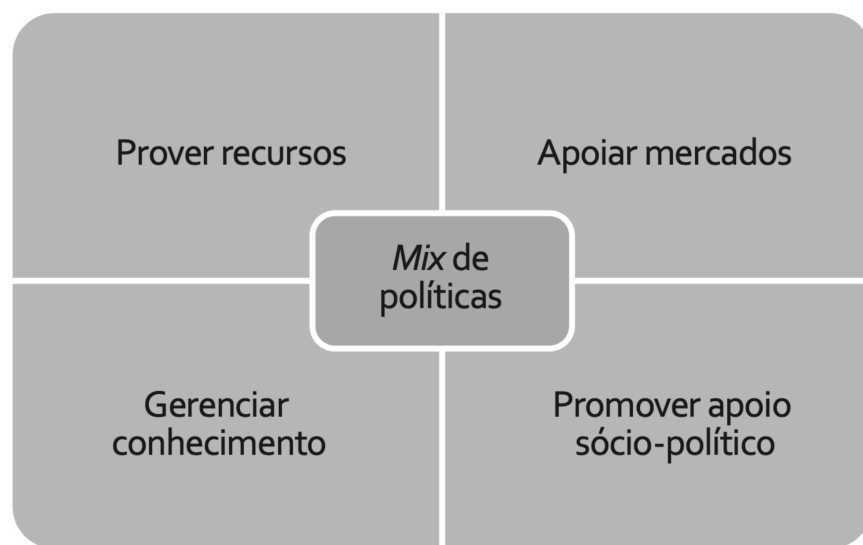 Prover recursos
Apoiar mercados
Mix de
políticas
Gerenciar
conhecimento
Promover apoio
sócio-político